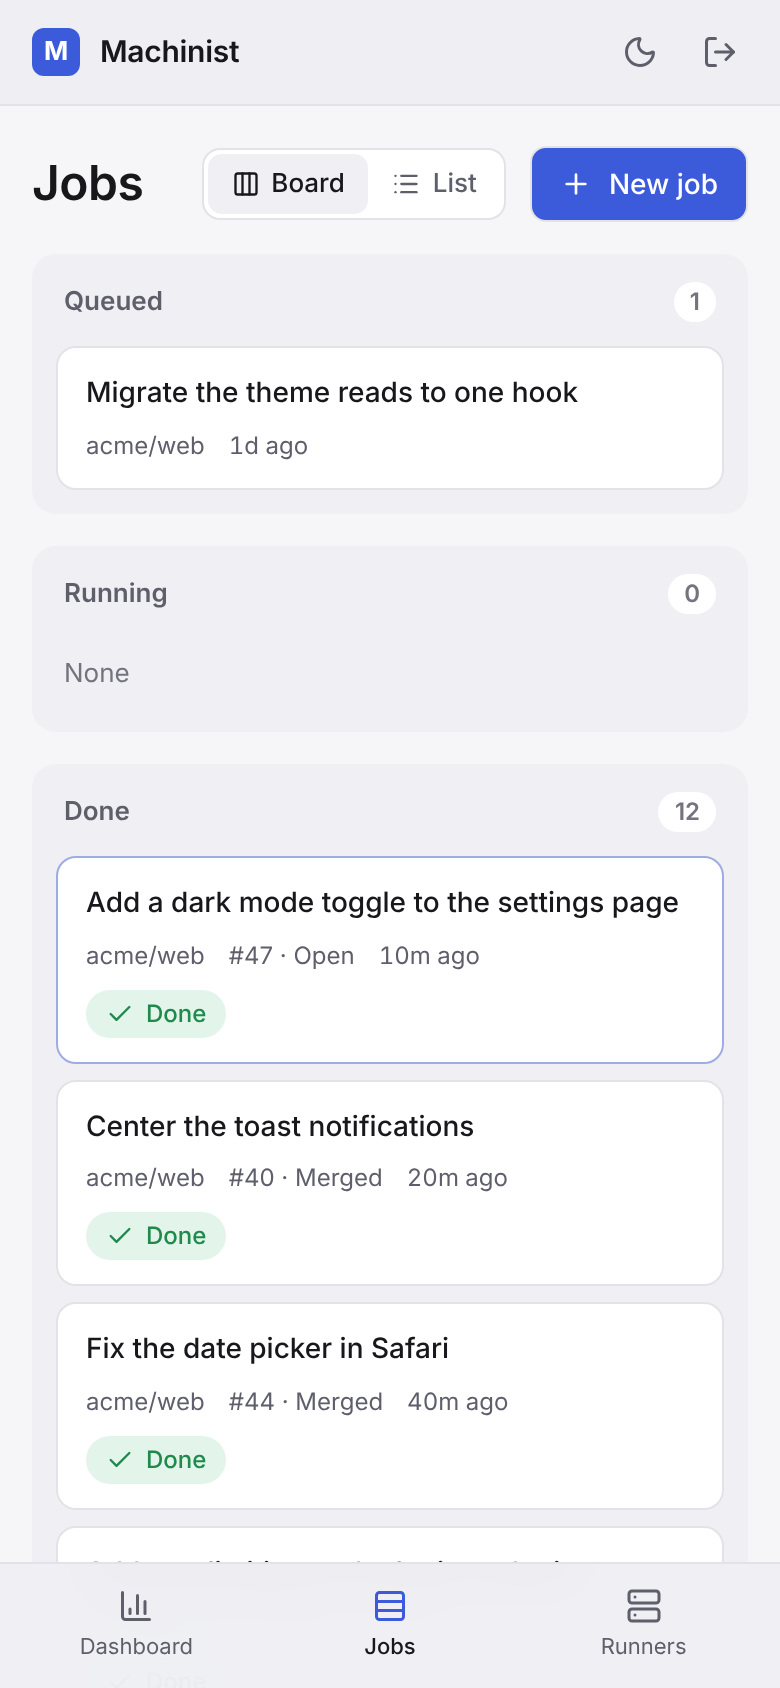 M Machinist
Jobs
Board
List
New job
Queued
1
Migrate the theme reads to one hook
acme/web 1d ago
Running
0
None
Done
12
Add a dark mode toggle to the settings page
acme/web #47 · Open 10m ago
Done
Center the toast notifications
acme/web #40 · Merged 20m ago
Done
Fix the date picker in Safari
acme/web #44 · Merged 40m ago
Done
Dashboard
Jobs
Runners
Done